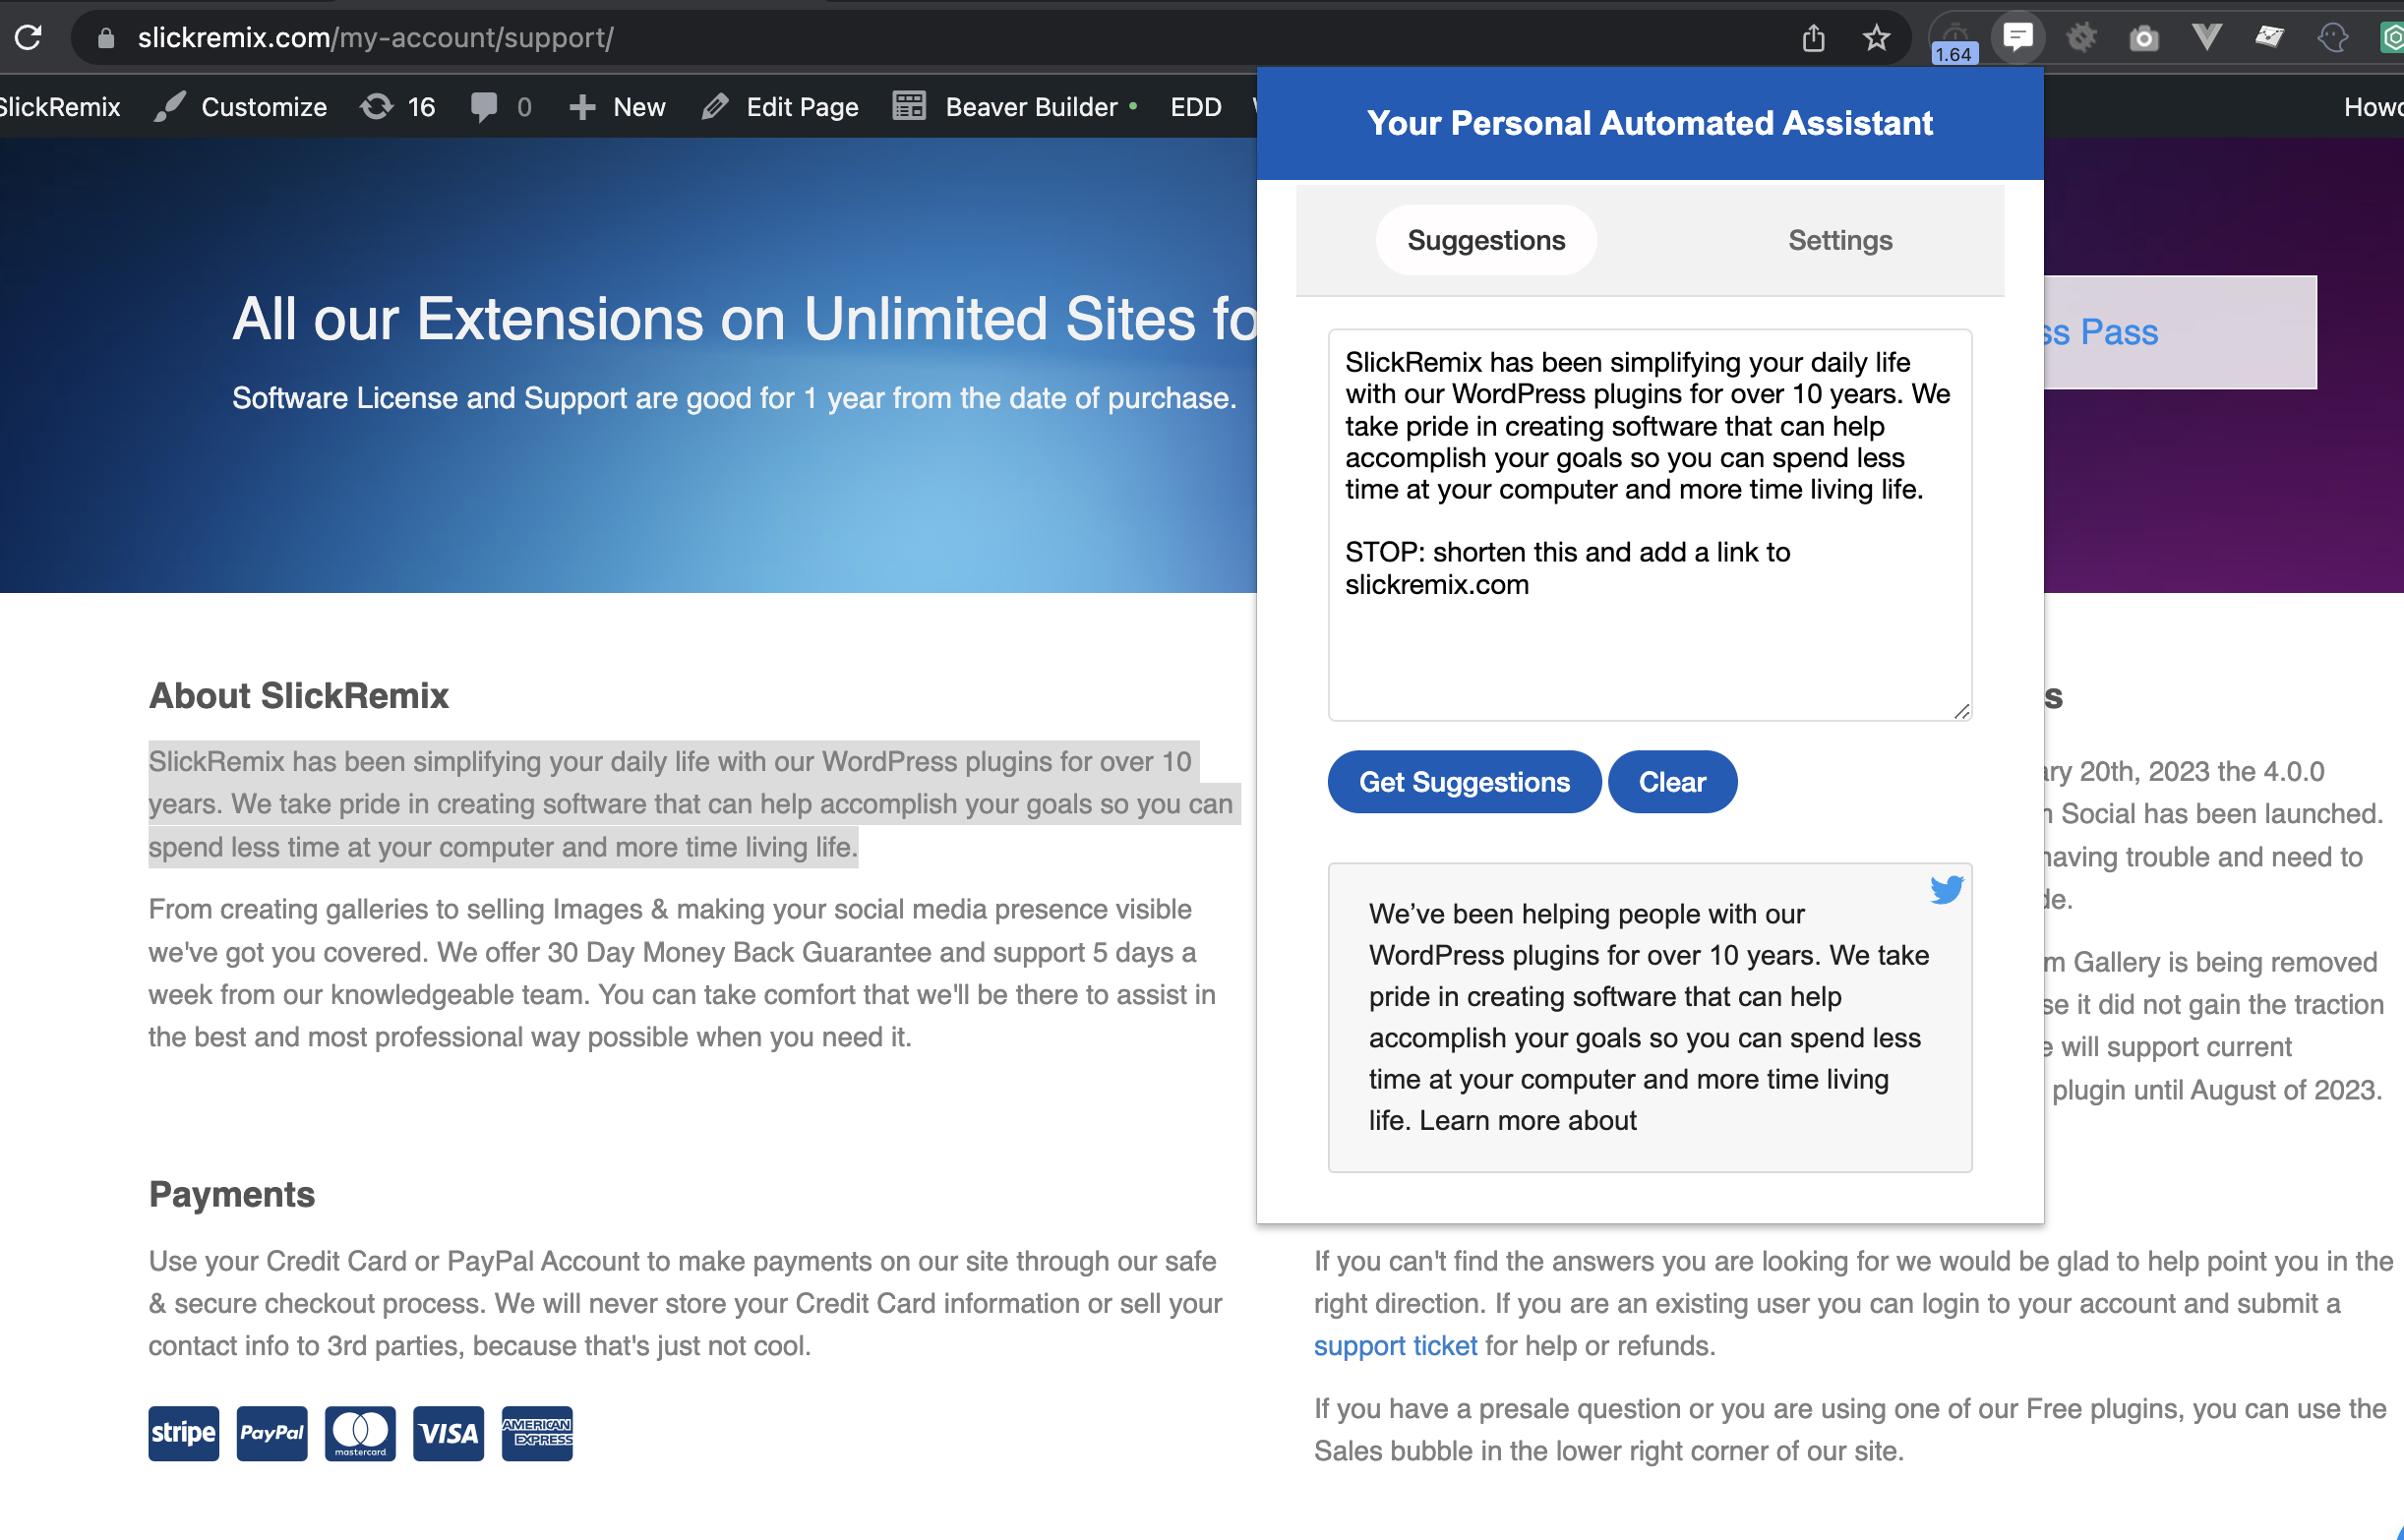 slickremix.com/my-account/support/
1.64
SlickRemix Customize 16 0 New Edit Page Beaver Builder • EDD
All our Extensions on Unlimited Sites
Software License and Support are good for 1 year from the date of purchase.
Pass
About SlickRemix
SlickRemix has been simplifying your daily life with our WordPress plugins for over 10
years. We take pride in creating software that can help accomplish your goals so you can
spend less time at your computer and more time living life.
From creating galleries to selling Images & making your social media presence visible
we've got you covered. We offer 30 Day Money Back Guarantee and support 5 days a
week from our knowledgeable team. You can take comfort that we'll be there to assist in
the best and most professional way possible when you need it.
Payments
Use your Credit Card or PayPal Account to make payments on our site through our safe
& secure checkout process. We will never store your Credit Card information or sell your
contact info to 3rd parties, because that's just not cool.
stripe PayPal mastercard VISA AMERICAN EXPRESS
Your Personal Automated Assistant
Suggestions Settings
SlickRemix has been simplifying your daily life
with our WordPress plugins for over 10 years. We
take pride in creating software that can help
accomplish your goals so you can spend less
time at your computer and more time living life.
STOP: shorten this and add a link to
slickremix.com
Get Suggestions Clear
We’ve been helping people with our
WordPress plugins for over 10 years. We take
pride in creating software that can help
accomplish your goals so you can spend less
time at your computer and more time living
life. Learn more about
20th, 2023 the 4.0.0
Social has been launched.
having trouble and need to
Gallery is being removed
it did not gain the traction
will support current
plugin until August of 2023.
If you can't find the answers you are looking for we would be glad to help point you in the
right direction. If you are an existing user you can login to your account and submit a
support ticket for help or refunds.
If you have a presale question or you are using one of our Free plugins, you can use the
Sales bubble in the lower right corner of our site.